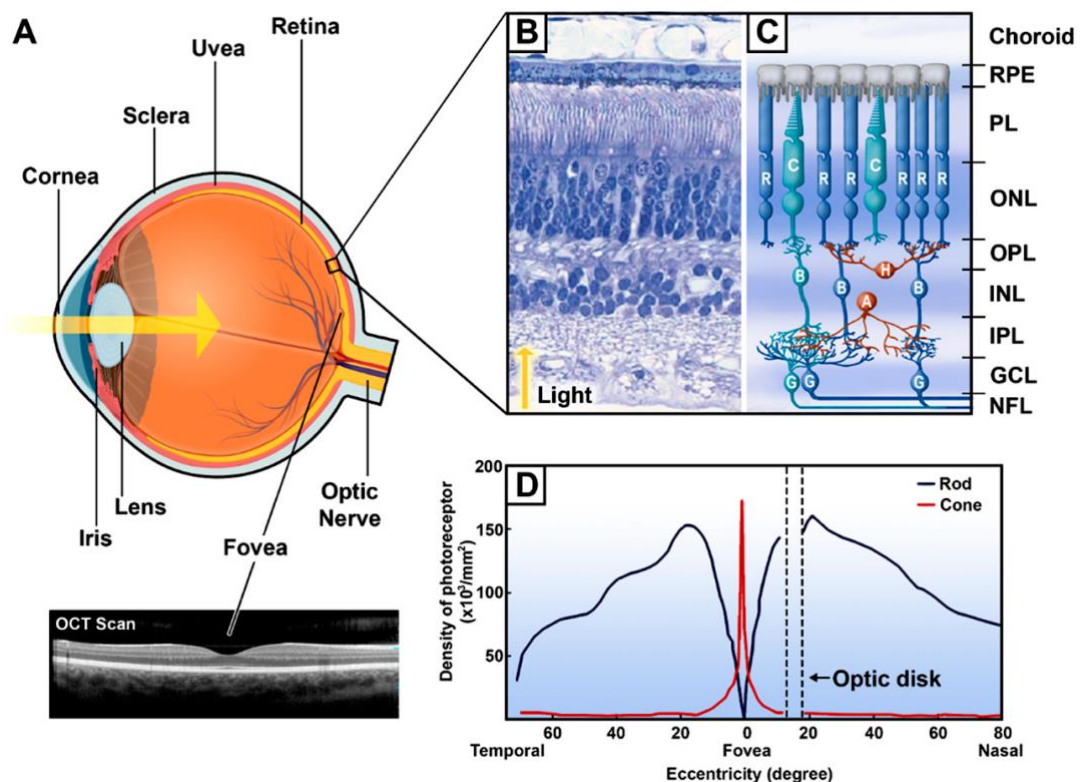 A
Cornea
Sclera
Uvea
Retina
Iris
Lens
Fovea
Optic
Nerve
OCT Scan
B
Light
C
R
C
R
R
C
R
R
R
H
B
B
B
A
G
G
G
Choroid
RPE
PL
ONL
OPL
INL
IPL
GCL
NFL
D
Rod
Cone
Density of photoreceptor
(x10³/mm²)
200
150
100
50
Optic disk
60
40
20
0
20
40
60
80
Temporal
Fovea
Nasal
Eccentricity (degree)